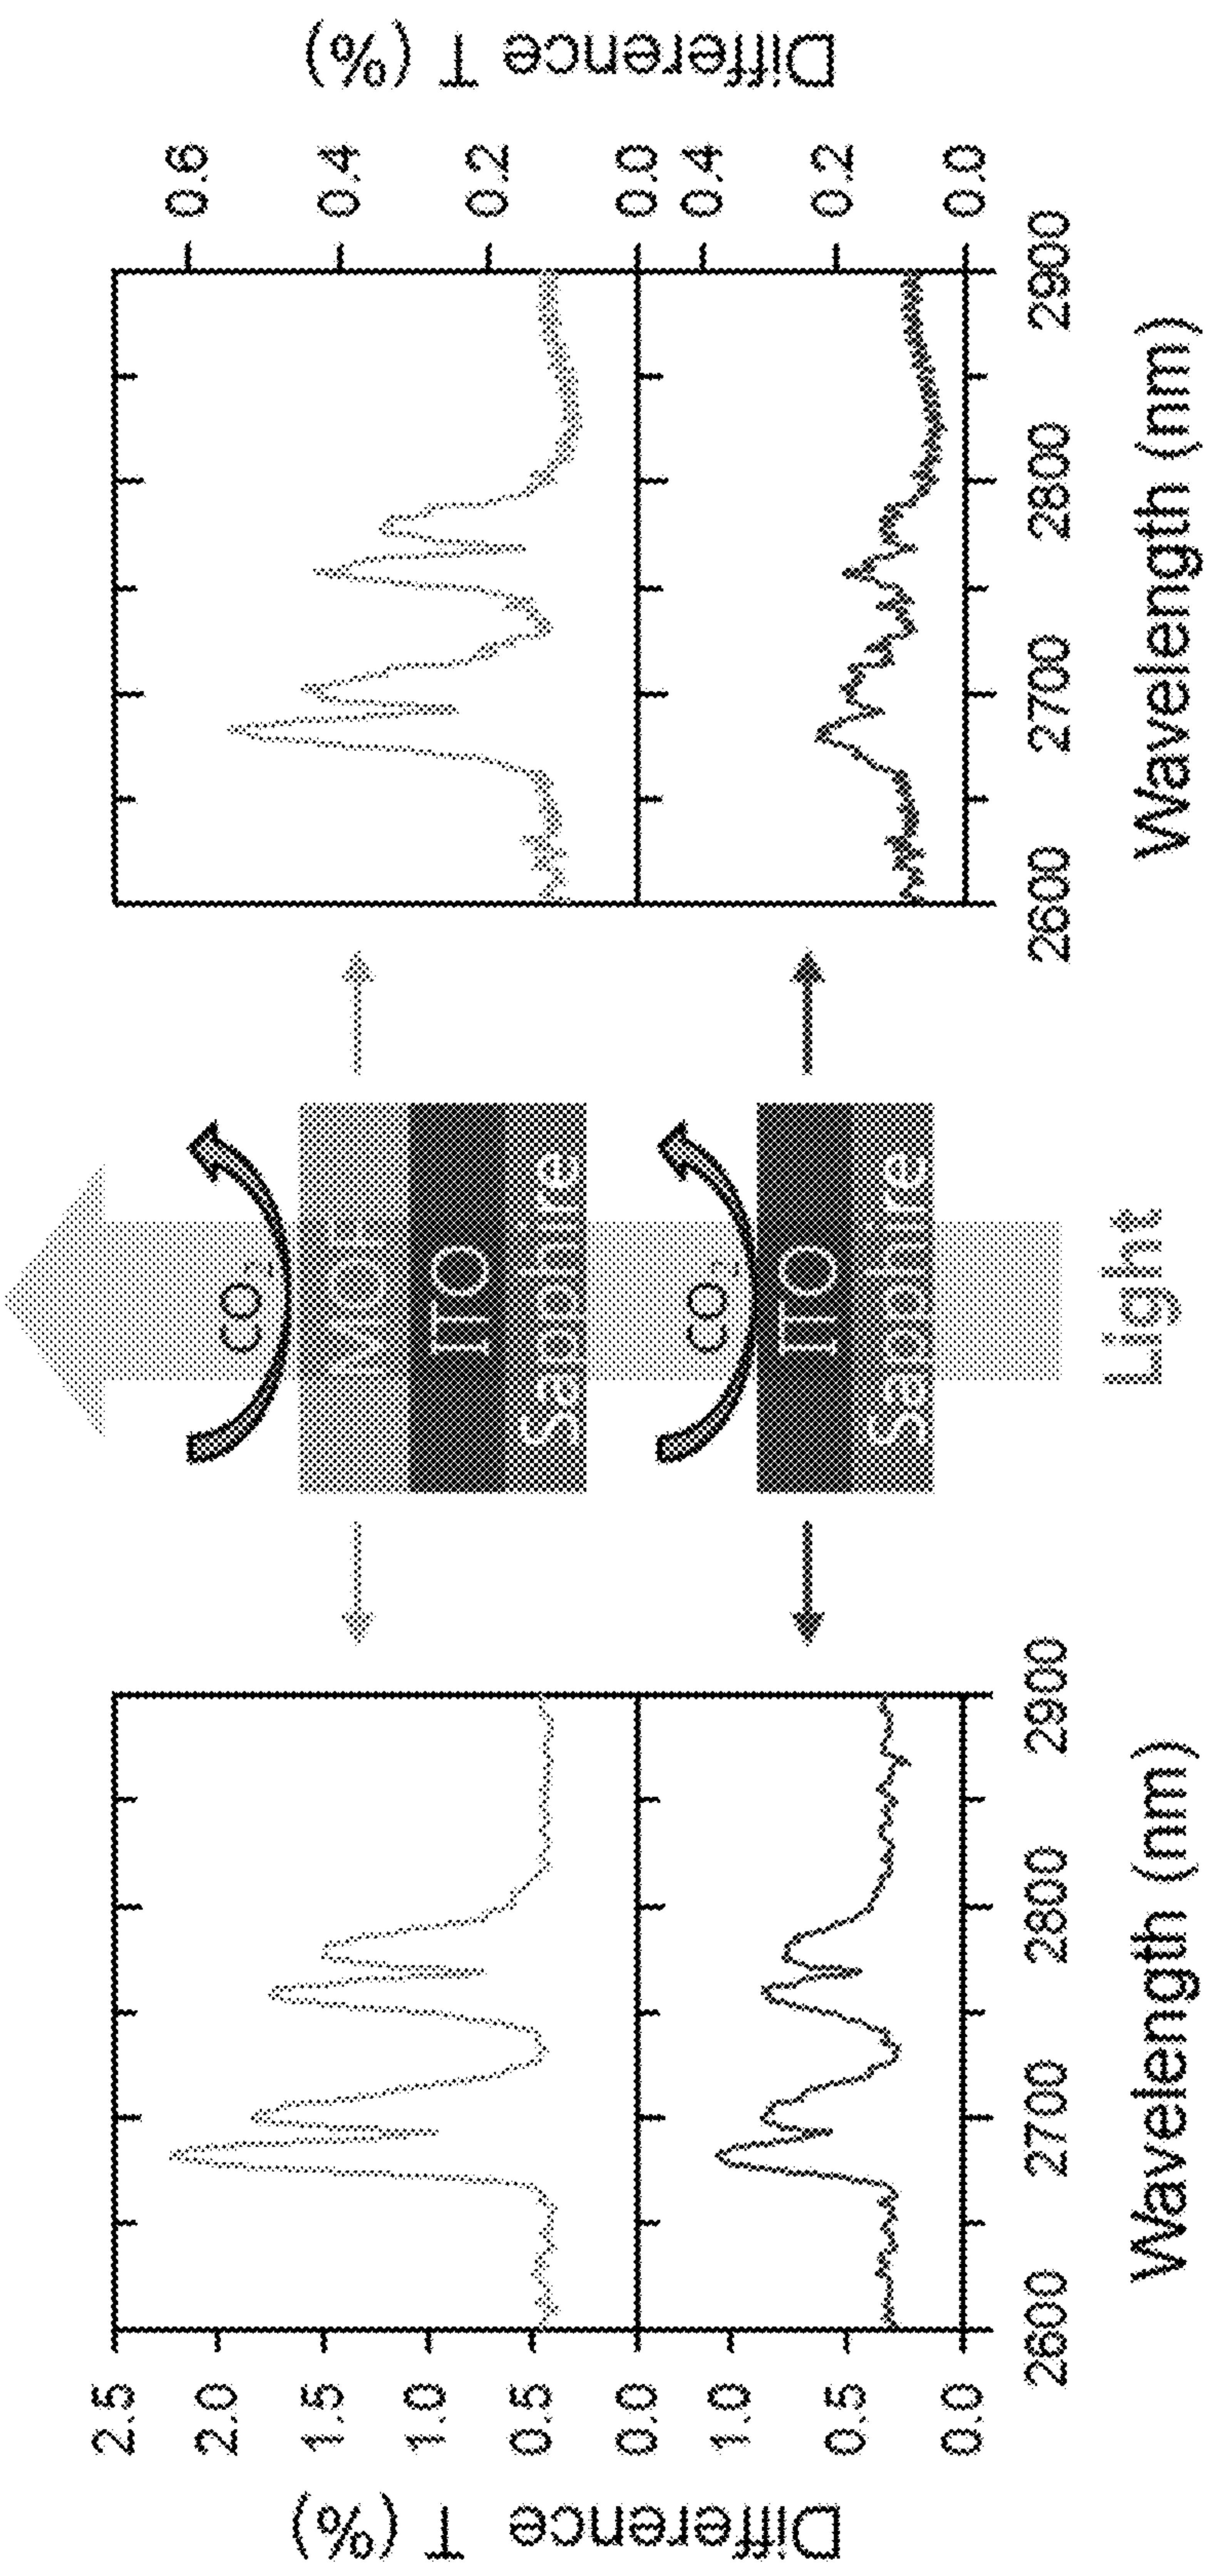 Difference T (%)
2.5
2.0
1.5
1.0
0.5
0.0
1.0
0.5
0.0
2600
2700
2800
2900
Wavelength (nm)
CO2
MOF
ITO
Sapphire
CO2
ITO
Sapphire
Light
0.6
0.4
0.2
0.0
0.4
0.2
0.0
Difference T (%)
2600
2700
2800
2900
Wavelength (nm)